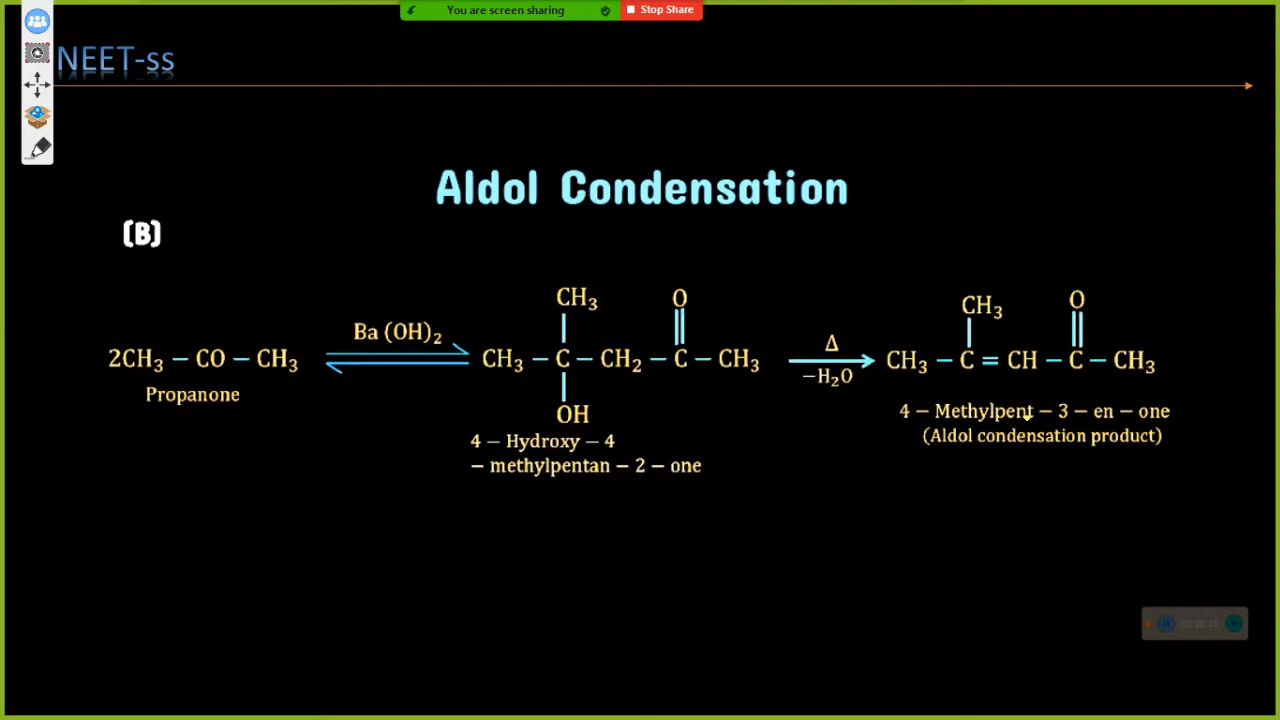 You are screen sharing
Stop Share
NEET-ss
Aldol Condensation
(B)
CH₃ O
Ba (OH)₂
2CH₃ – CO – CH₃ ⇌ CH₃ – C – CH₂ – C – CH₃
Propanone
OH
4 – Hydroxy – 4
– methylpentan – 2 – one
Δ
–H₂O
CH₃ O
CH₃ – C = CH – C – CH₃
4 – Methylpent – 3 – en – one
(Aldol condensation product)